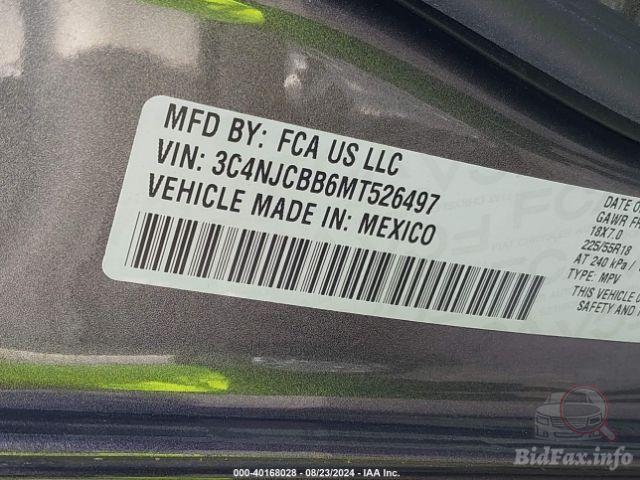 MFD BY: FCA US LLC
VIN: 3C4NJCBB6MT526497
VEHICLE MADE IN: MEXICO
DATE OF
GAWR FR
18X7.0
225/55R18
AT 240 kPa /
TYPE: MPV
THIS VEHICLE
SAFETY AND
BidFax.info
000-40168028 - 08/23/2024 - IAA Inc.